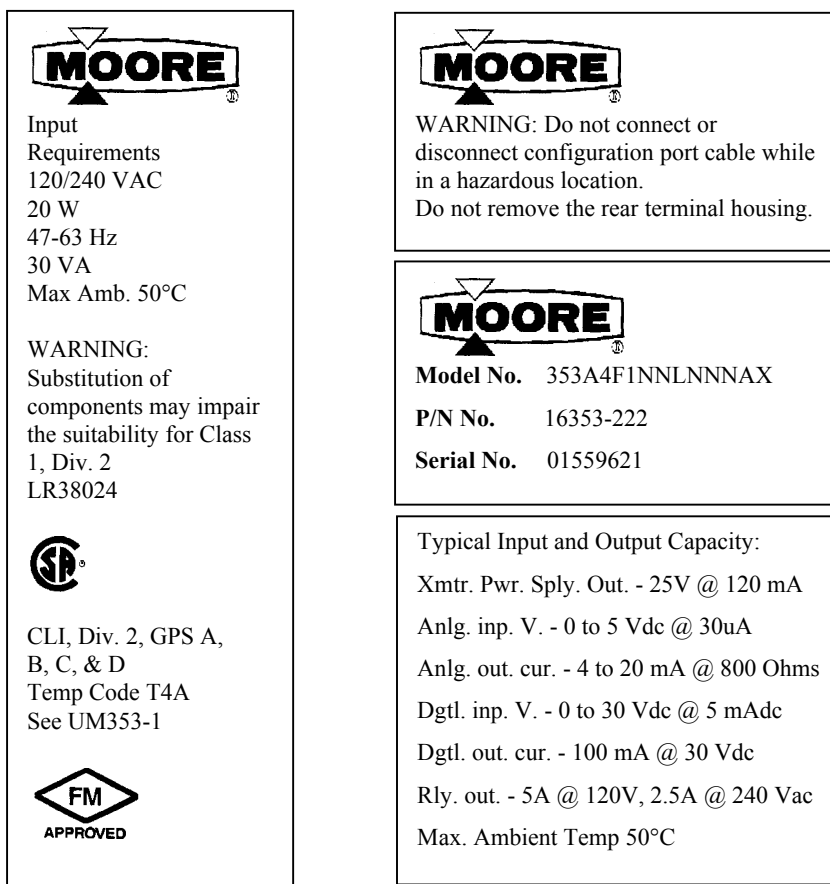 MOORE
®
Input
Requirements
120/240 VAC
20 W
47-63 Hz
30 VA
Max Amb. 50°C
WARNING:
Substitution of
components may impair
the suitability for Class
1, Div. 2
LR38024
SA®
CLI, Div. 2, GPS A,
B, C, & D
Temp Code T4A
See UM353-1
FM
APPROVED
MOORE
®
WARNING: Do not connect or
disconnect configuration port cable while
in a hazardous location.
Do not remove the rear terminal housing.
MOORE
®
Model No. 353A4F1NNLNNNAX
P/N No. 16353-222
Serial No. 01559621
Typical Input and Output Capacity:
Xmtr. Pwr. Sply. Out. - 25V @ 120 mA
Anlg. inp. V. - 0 to 5 Vdc @ 30uA
Anlg. out. cur. - 4 to 20 mA @ 800 Ohms
Dgtl. inp. V. - 0 to 30 Vdc @ 5 mAdc
Dgtl. out. cur. - 100 mA @ 30 Vdc
Rly. out. - 5A @ 120V, 2.5A @ 240 Vac
Max. Ambient Temp 50°C